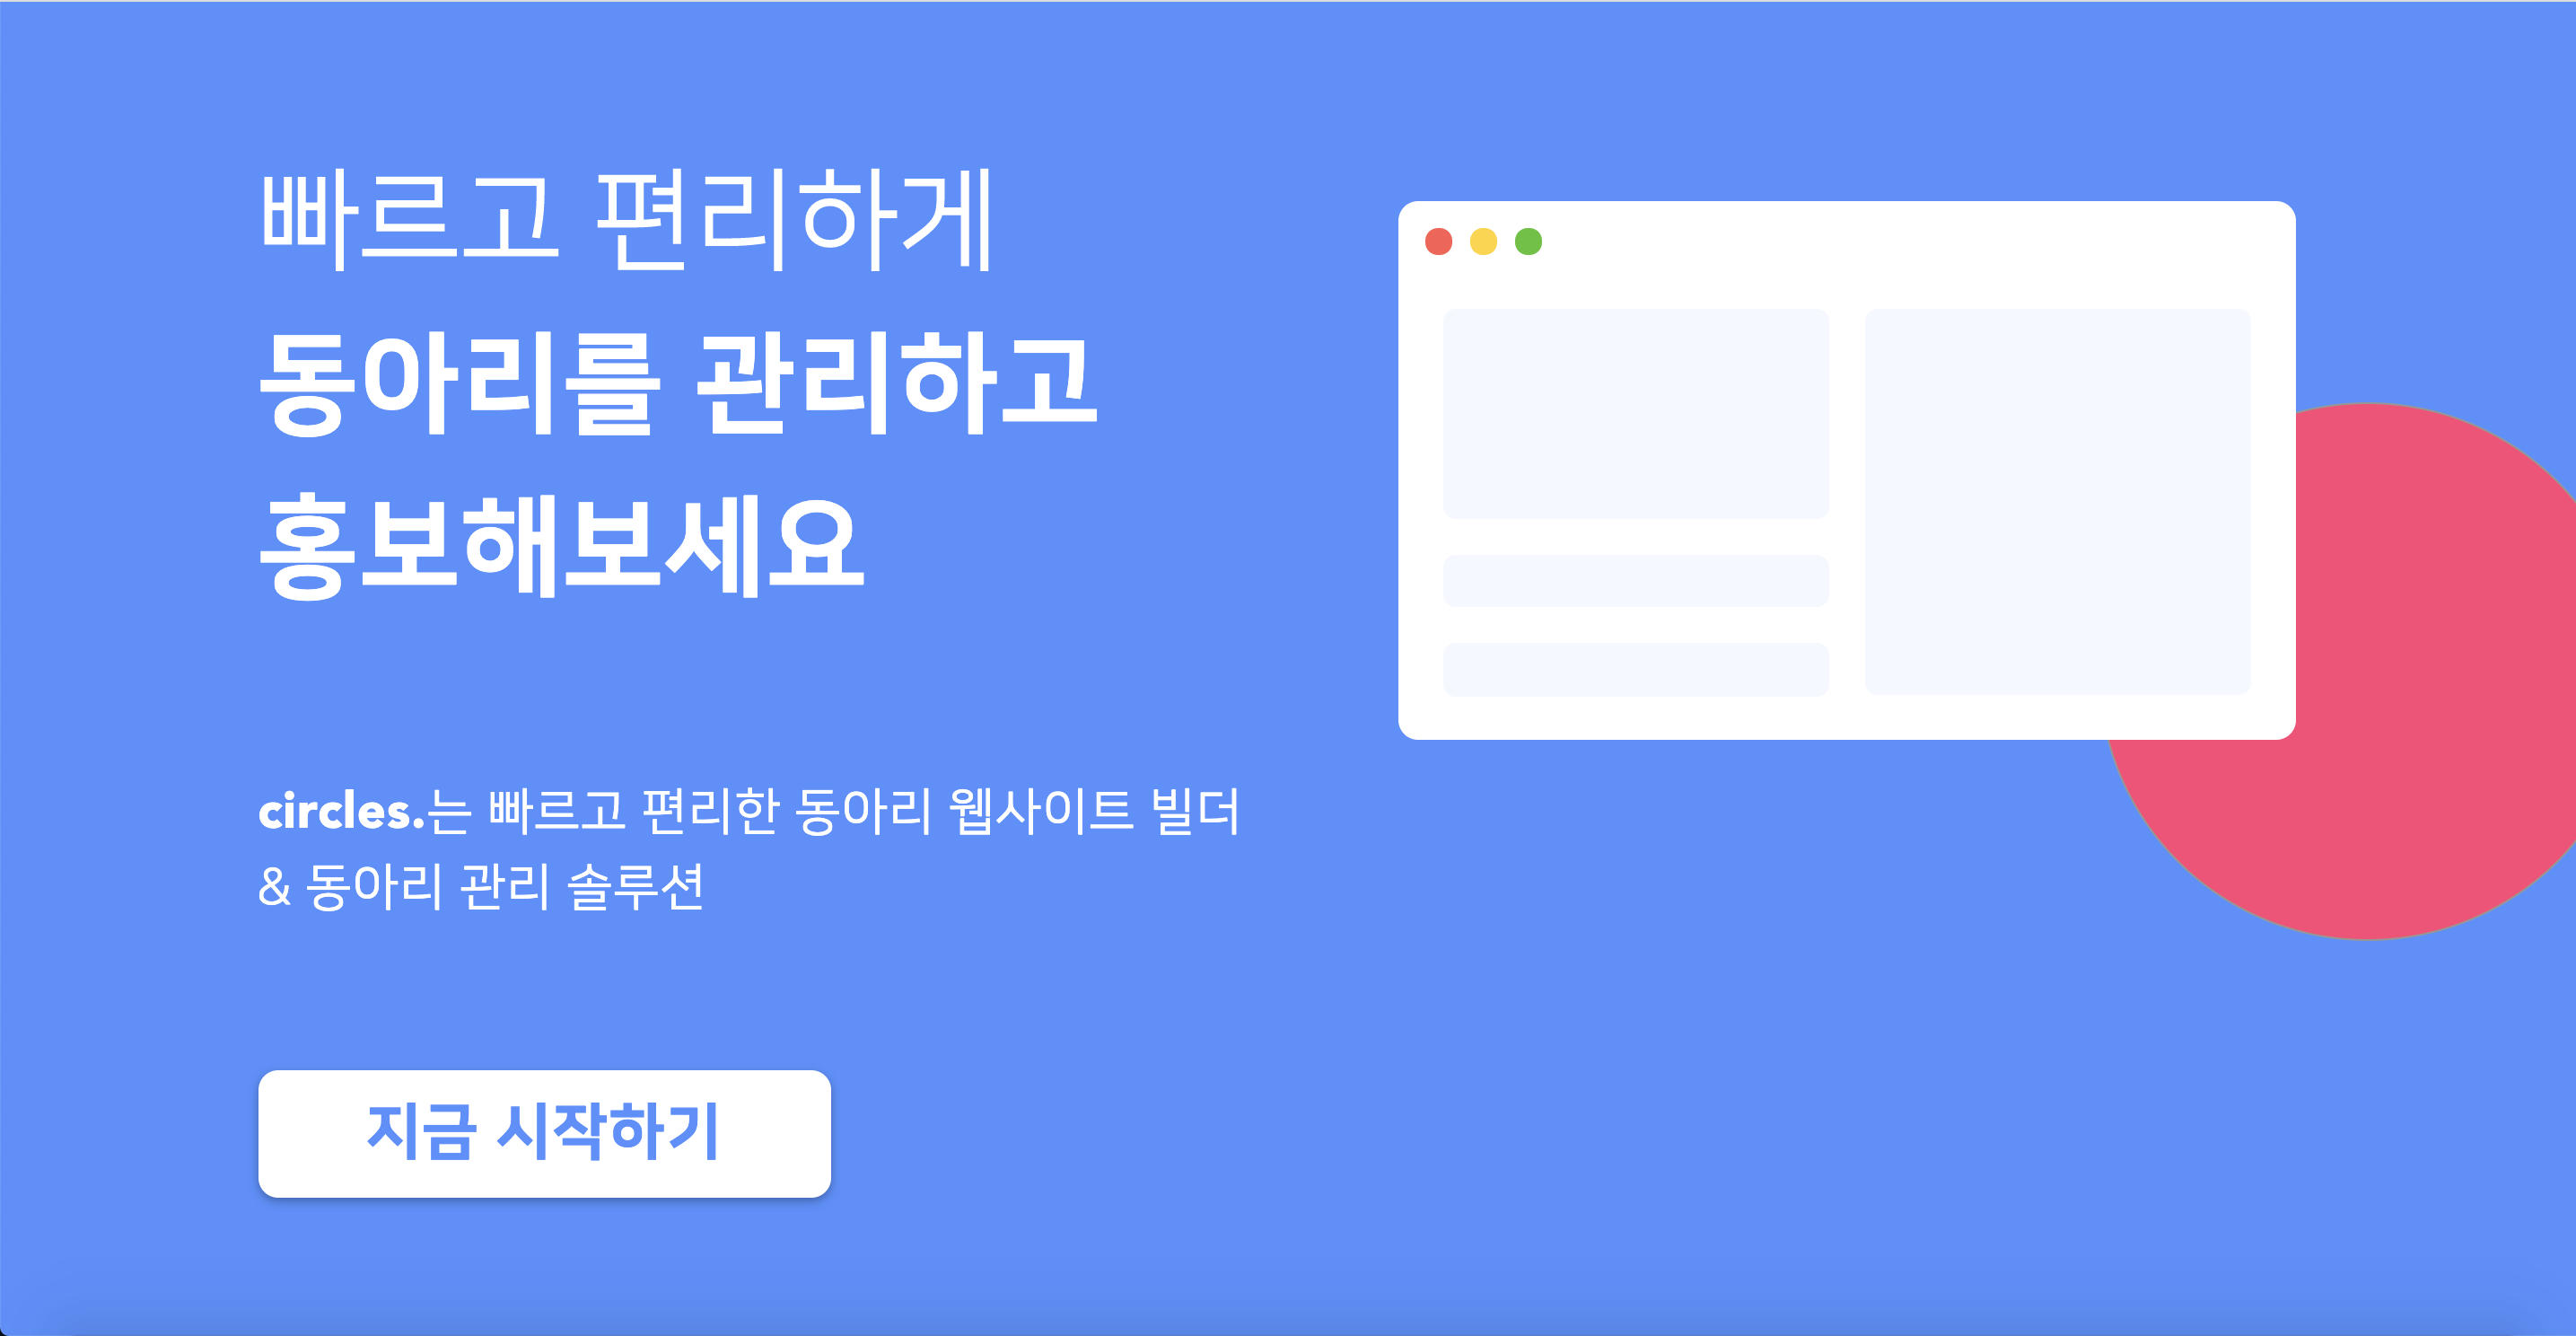 빠르고 편리하게
동아리를 관리하고
홍보해보세요
circles.는 빠르고 편리한 동아리 웹사이트 빌더
& 동아리 관리 솔루션
지금 시작하기